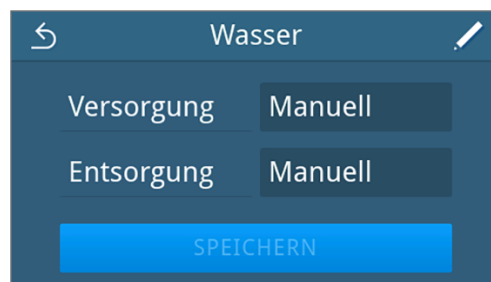 Wasser
Versorgung Manuell
Entsorgung Manuell
SPEICHERN